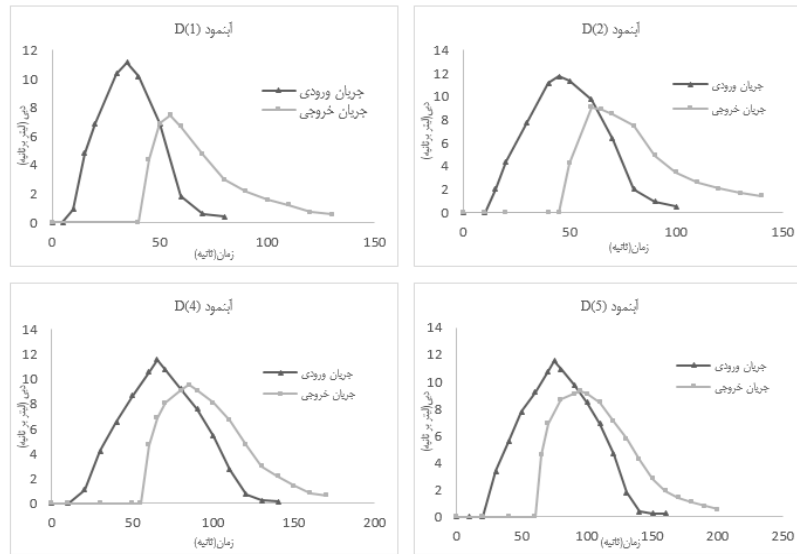 آبنمود D(1)
دبی (لیتر بر ثانیه)
12
10
8
6
4
2
0
جریان ورودی
جریان خروجی
0 50 100 150
زمان(ثانیه)
آبنمود D(2)
دبی(لیتر بر ثانیه)
14
12
10
8
6
4
2
0
جریان ورودی
جریان خروجی
0 50 100 150
زمان(ثانیه)
آبنمود D(4)
دبی (لیتر بر ثانیه)
14
12
10
8
6
4
2
0
جریان ورودی
جریان خروجی
0 50 100 150 200
زمان(ثانیه)
آبنمود D(5)
دبی(لیتر بر ثانیه)
14
12
10
8
6
4
2
0
جریان ورودی
جریان خروجی
0 50 100 150 200 250
زمان(ثانیه)